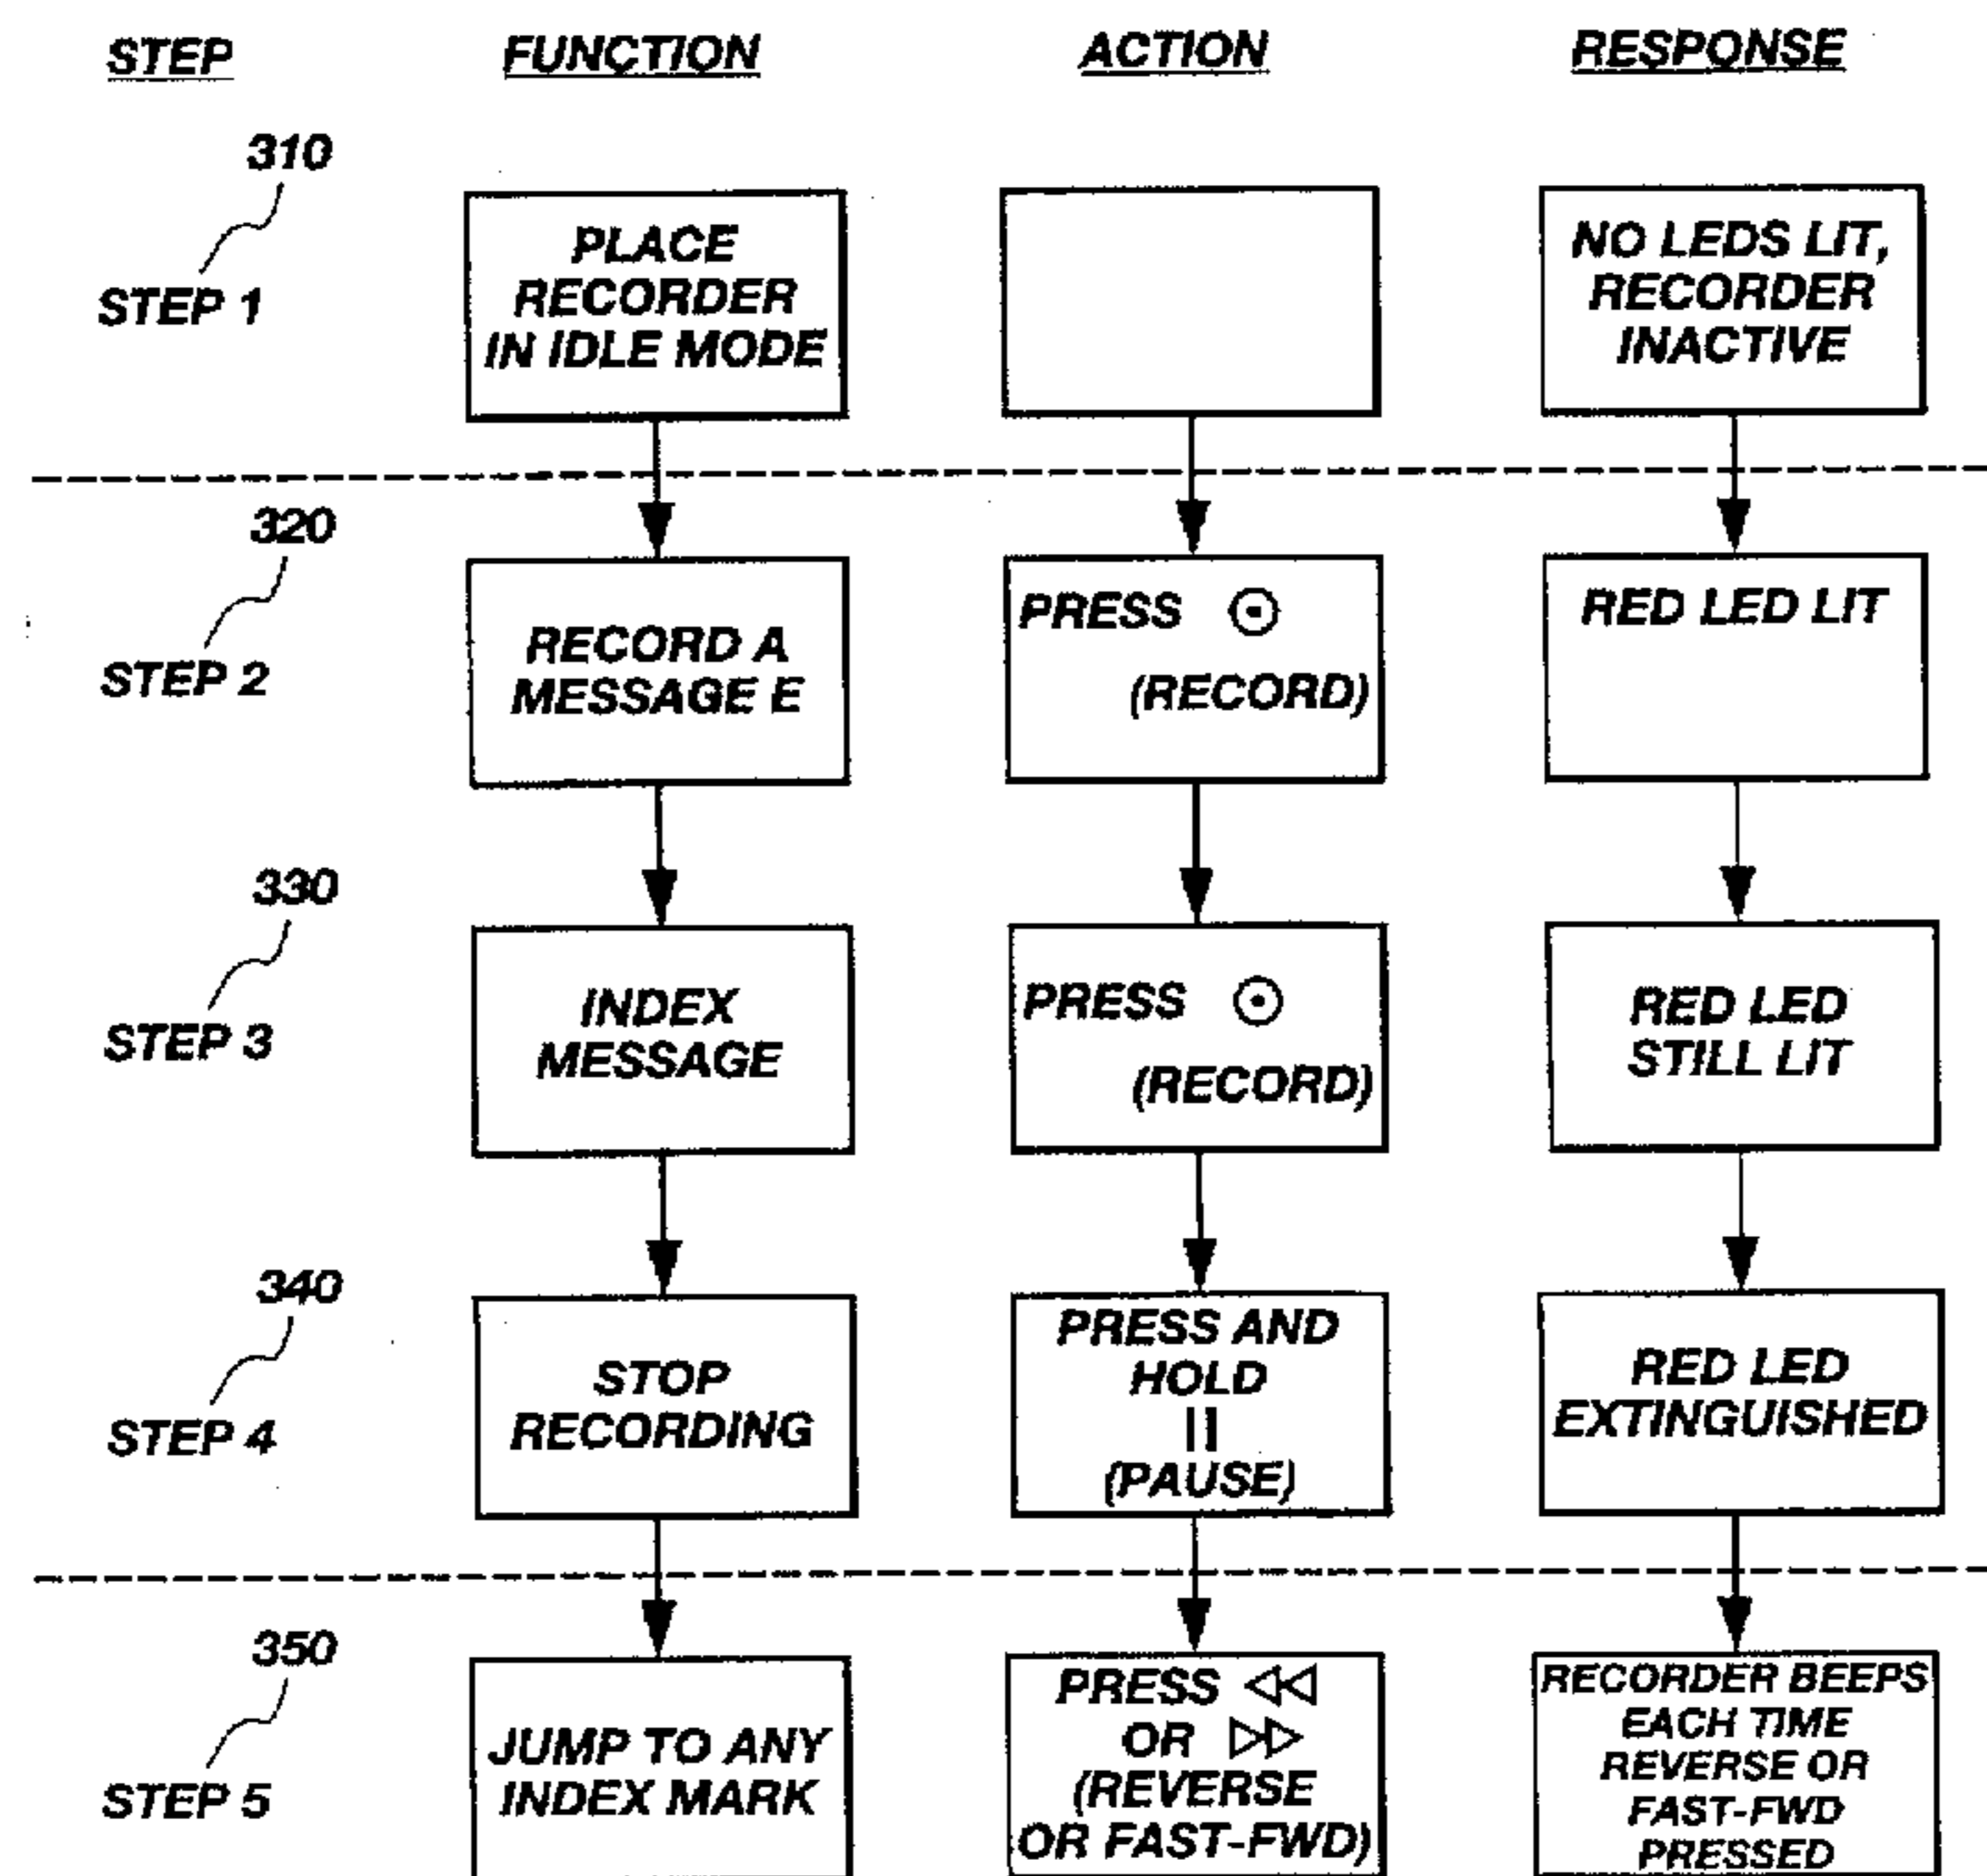 STEP FUNCTION ACTION RESPONSE
310
STEP 1
PLACE
RECORDER
IN IDLE MODE
NO LEDS LIT,
RECORDER
INACTIVE
320
STEP 2
RECORD A
MESSAGE E
PRESS
(RECORD)
RED LED LIT
330
STEP 3
INDEX
MESSAGE
PRESS
(RECORD)
RED LED
STILL LIT
340
STEP 4
STOP
RECORDING
PRESS AND
HOLD
(PAUSE)
RED LED
EXTINGUISHED
350
STEP 5
JUMP TO ANY
INDEX MARK
PRESS
OR
(REVERSE
OR FAST-FWD)
RECORDER BEEPS
EACH TIME
REVERSE OR
FAST-FWD
PRESSED